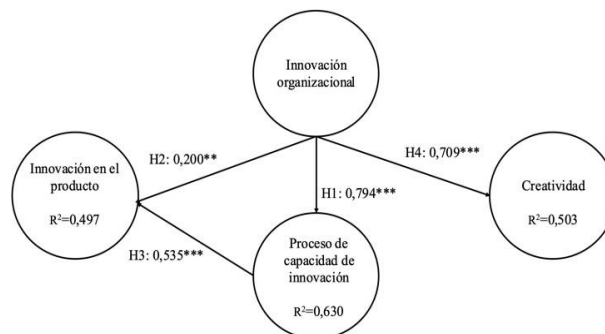 Innovación
organizacional
H2: 0,200**
H4: 0,709***
Innovación en el
producto
R²=0,497
H1: 0,794***
Creatividad
R²=0,503
H3: 0,535***
Proceso de
capacidad de
innovación
R²=0,630